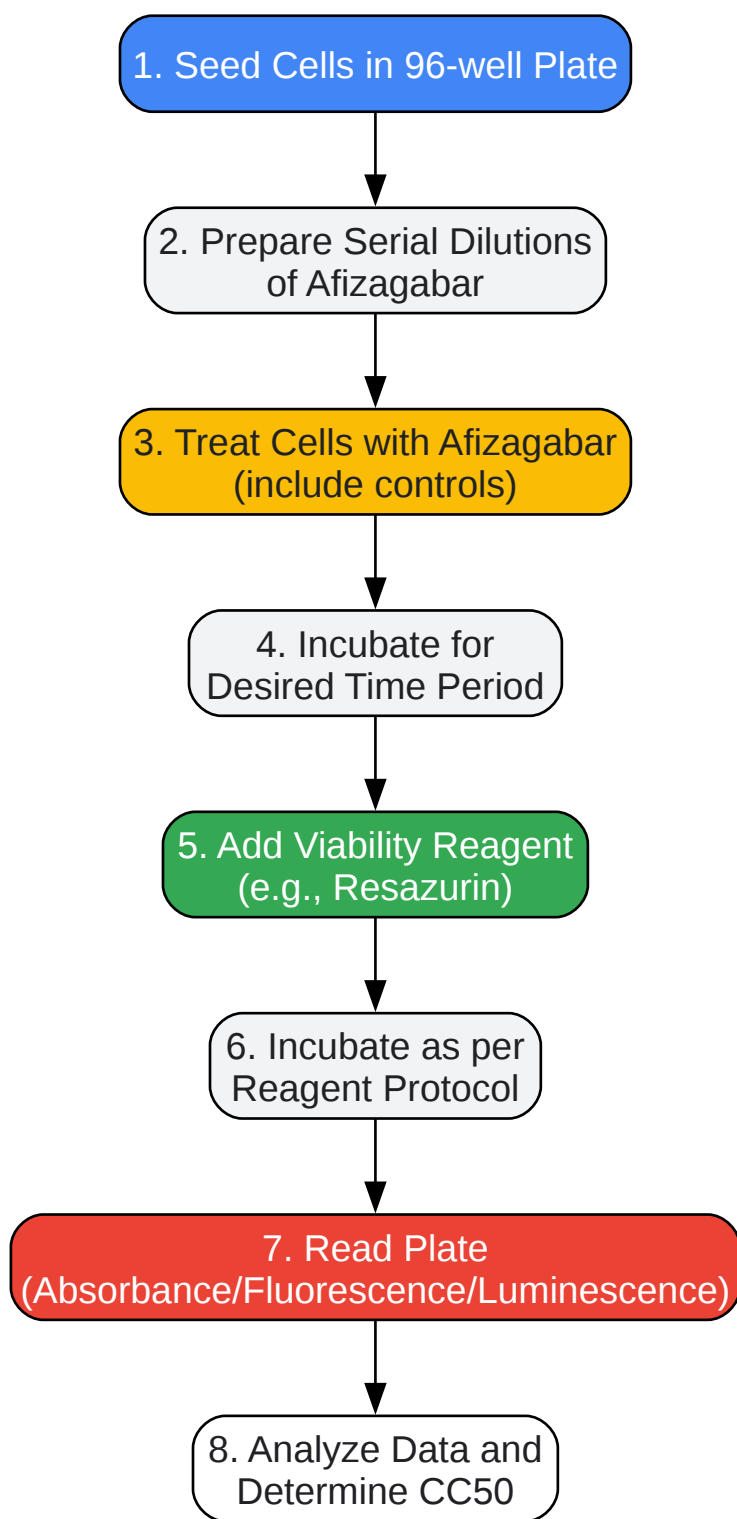 1. Seed Cells in 96-well Plate
2. Prepare Serial Dilutions
of Afizagabar
3. Treat Cells with Afizagabar
(include controls)
4. Incubate for
Desired Time Period
5. Add Viability Reagent
(e.g., Resazurin)
6. Incubate as per
Reagent Protocol
7. Read Plate
(Absorbance/Fluorescence/Luminescence)
8. Analyze Data and
Determine CC50